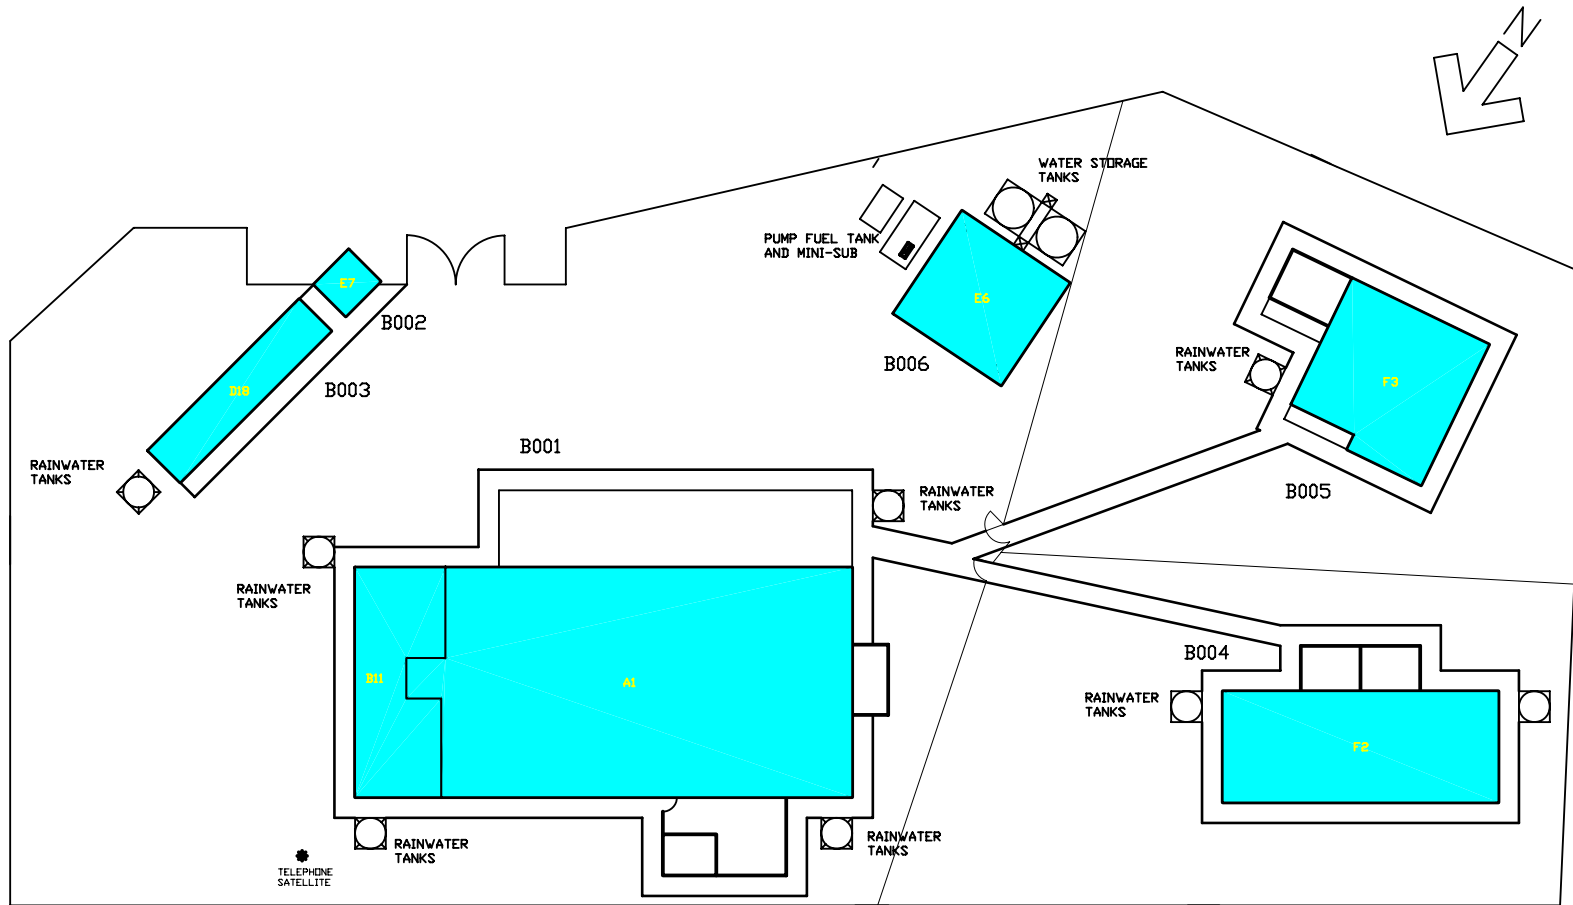 N
WATER STORAGE
TANKS
PUMP FUEL TANK
AND MINI-SUB
E7
B002
E6
B006
RAINWATER
TANKS
F3
D18
B003
B001
RAINWATER
TANKS
RAINWATER
TANKS
B005
RAINWATER
TANKS
B004
B11
A1
RAINWATER
TANKS
F2
RAINWATER
TANKS
RAINWATER
TANKS
TELEPHONE
SATELLITE